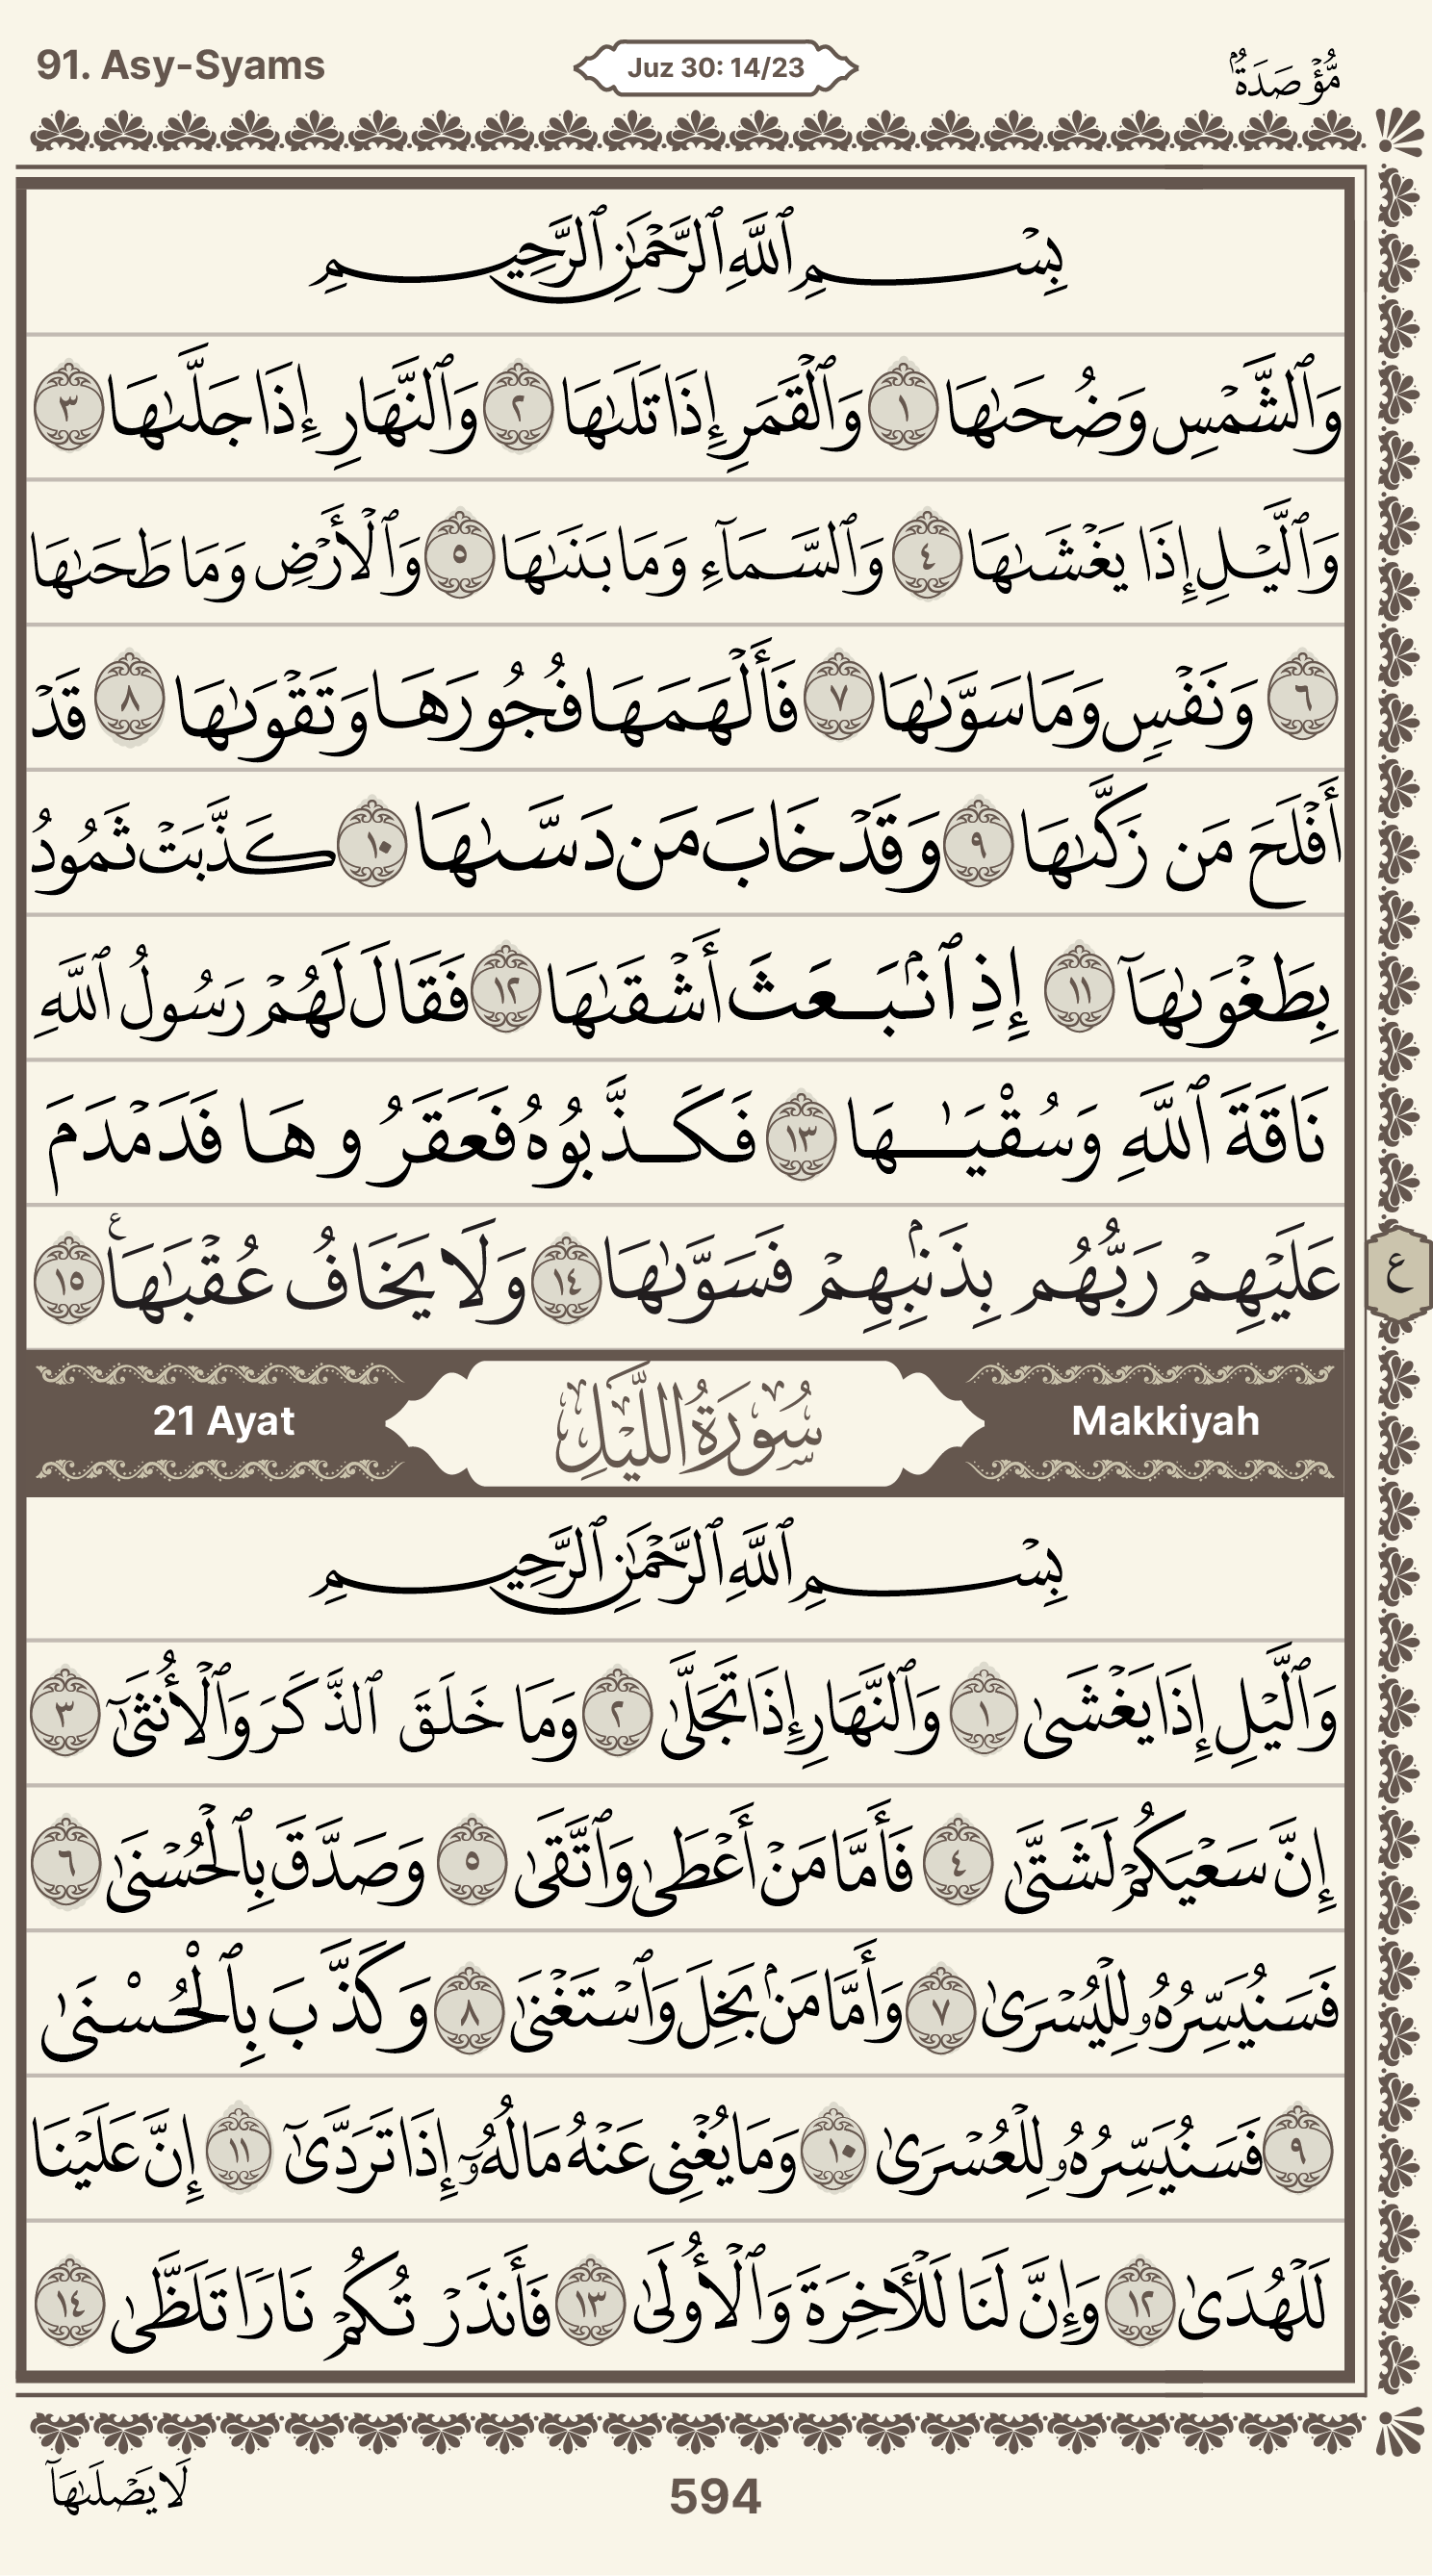 91. Asy-Syams
Juz 30: 14/23
مُّؤْصَدَةٌۢ
بِسْمِ ٱللَّهِ ٱلرَّحْمَٰنِ ٱلرَّحِيمِ
وَٱلشَّمْسِ وَضُحَىٰهَا ١ وَٱلْقَمَرِ إِذَا تَلَىٰهَا ٢ وَٱلنَّهَارِ إِذَا جَلَّىٰهَا ٣
وَٱلَّيْلِ إِذَا يَغْشَىٰهَا ٤ وَٱلسَّمَآءِ وَمَا بَنَىٰهَا ٥ وَٱلْأَرْضِ وَمَا طَحَىٰهَا
٦ وَنَفْسٍ وَمَا سَوَّىٰهَا ٧ فَأَلْهَمَهَا فُجُورَهَا وَتَقْوَىٰهَا ٨ قَدْ
أَفْلَحَ مَن زَكَّىٰهَا ٩ وَقَدْ خَابَ مَن دَسَّىٰهَا ١٠ كَذَّبَتْ ثَمُودُ
بِطَغْوَىٰهَآ ١١ إِذِ ٱنۢبَعَثَ أَشْقَىٰهَا ١٢ فَقَالَ لَهُمْ رَسُولُ ٱللَّهِ
نَاقَةَ ٱللَّهِ وَسُقْيَٰهَا ١٣ فَكَذَّبُوهُ فَعَقَرُوهَا فَدَمْدَمَ
عَلَيْهِمْ رَبُّهُم بِذَنۢبِهِمْ فَسَوَّىٰهَا ١٤ وَلَا يَخَافُ عُقْبَٰهَا ࣖ ١٥
ع
21 Ayat سُورَةُ اللَّيْلِ Makkiyah
بِسْمِ ٱللَّهِ ٱلرَّحْمَٰنِ ٱلرَّحِيمِ
وَٱلَّيْلِ إِذَا يَغْشَىٰ ١ وَٱلنَّهَارِ إِذَا تَجَلَّىٰ ٢ وَمَا خَلَقَ ٱلذَّكَرَ وَٱلْأُنثَىٰٓ ٣
إِنَّ سَعْيَكُمْ لَشَتَّىٰ ٤ فَأَمَّا مَنْ أَعْطَىٰ وَٱتَّقَىٰ ٥ وَصَدَّقَ بِٱلْحُسْنَىٰ ٦
فَسَنُيَسِّرُهُۥ لِلْيُسْرَىٰ ٧ وَأَمَّا مَنۢ بَخِلَ وَٱسْتَغْنَىٰ ٨ وَكَذَّبَ بِٱلْحُسْنَىٰ
٩ فَسَنُيَسِّرُهُۥ لِلْعُسْرَىٰ ١٠ وَمَا يُغْنِى عَنْهُ مَالُهُۥٓ إِذَا تَرَدَّىٰٓ ١١ إِنَّ عَلَيْنَا
لَلْهُدَىٰ ١٢ وَإِنَّ لَنَا لَلْـَٔاخِرَةَ وَٱلْأُولَىٰ ١٣ فَأَنذَرْتُكُمْ نَارًا تَلَظَّىٰ ١٤
لَا يَصْلَىٰهَآ
594